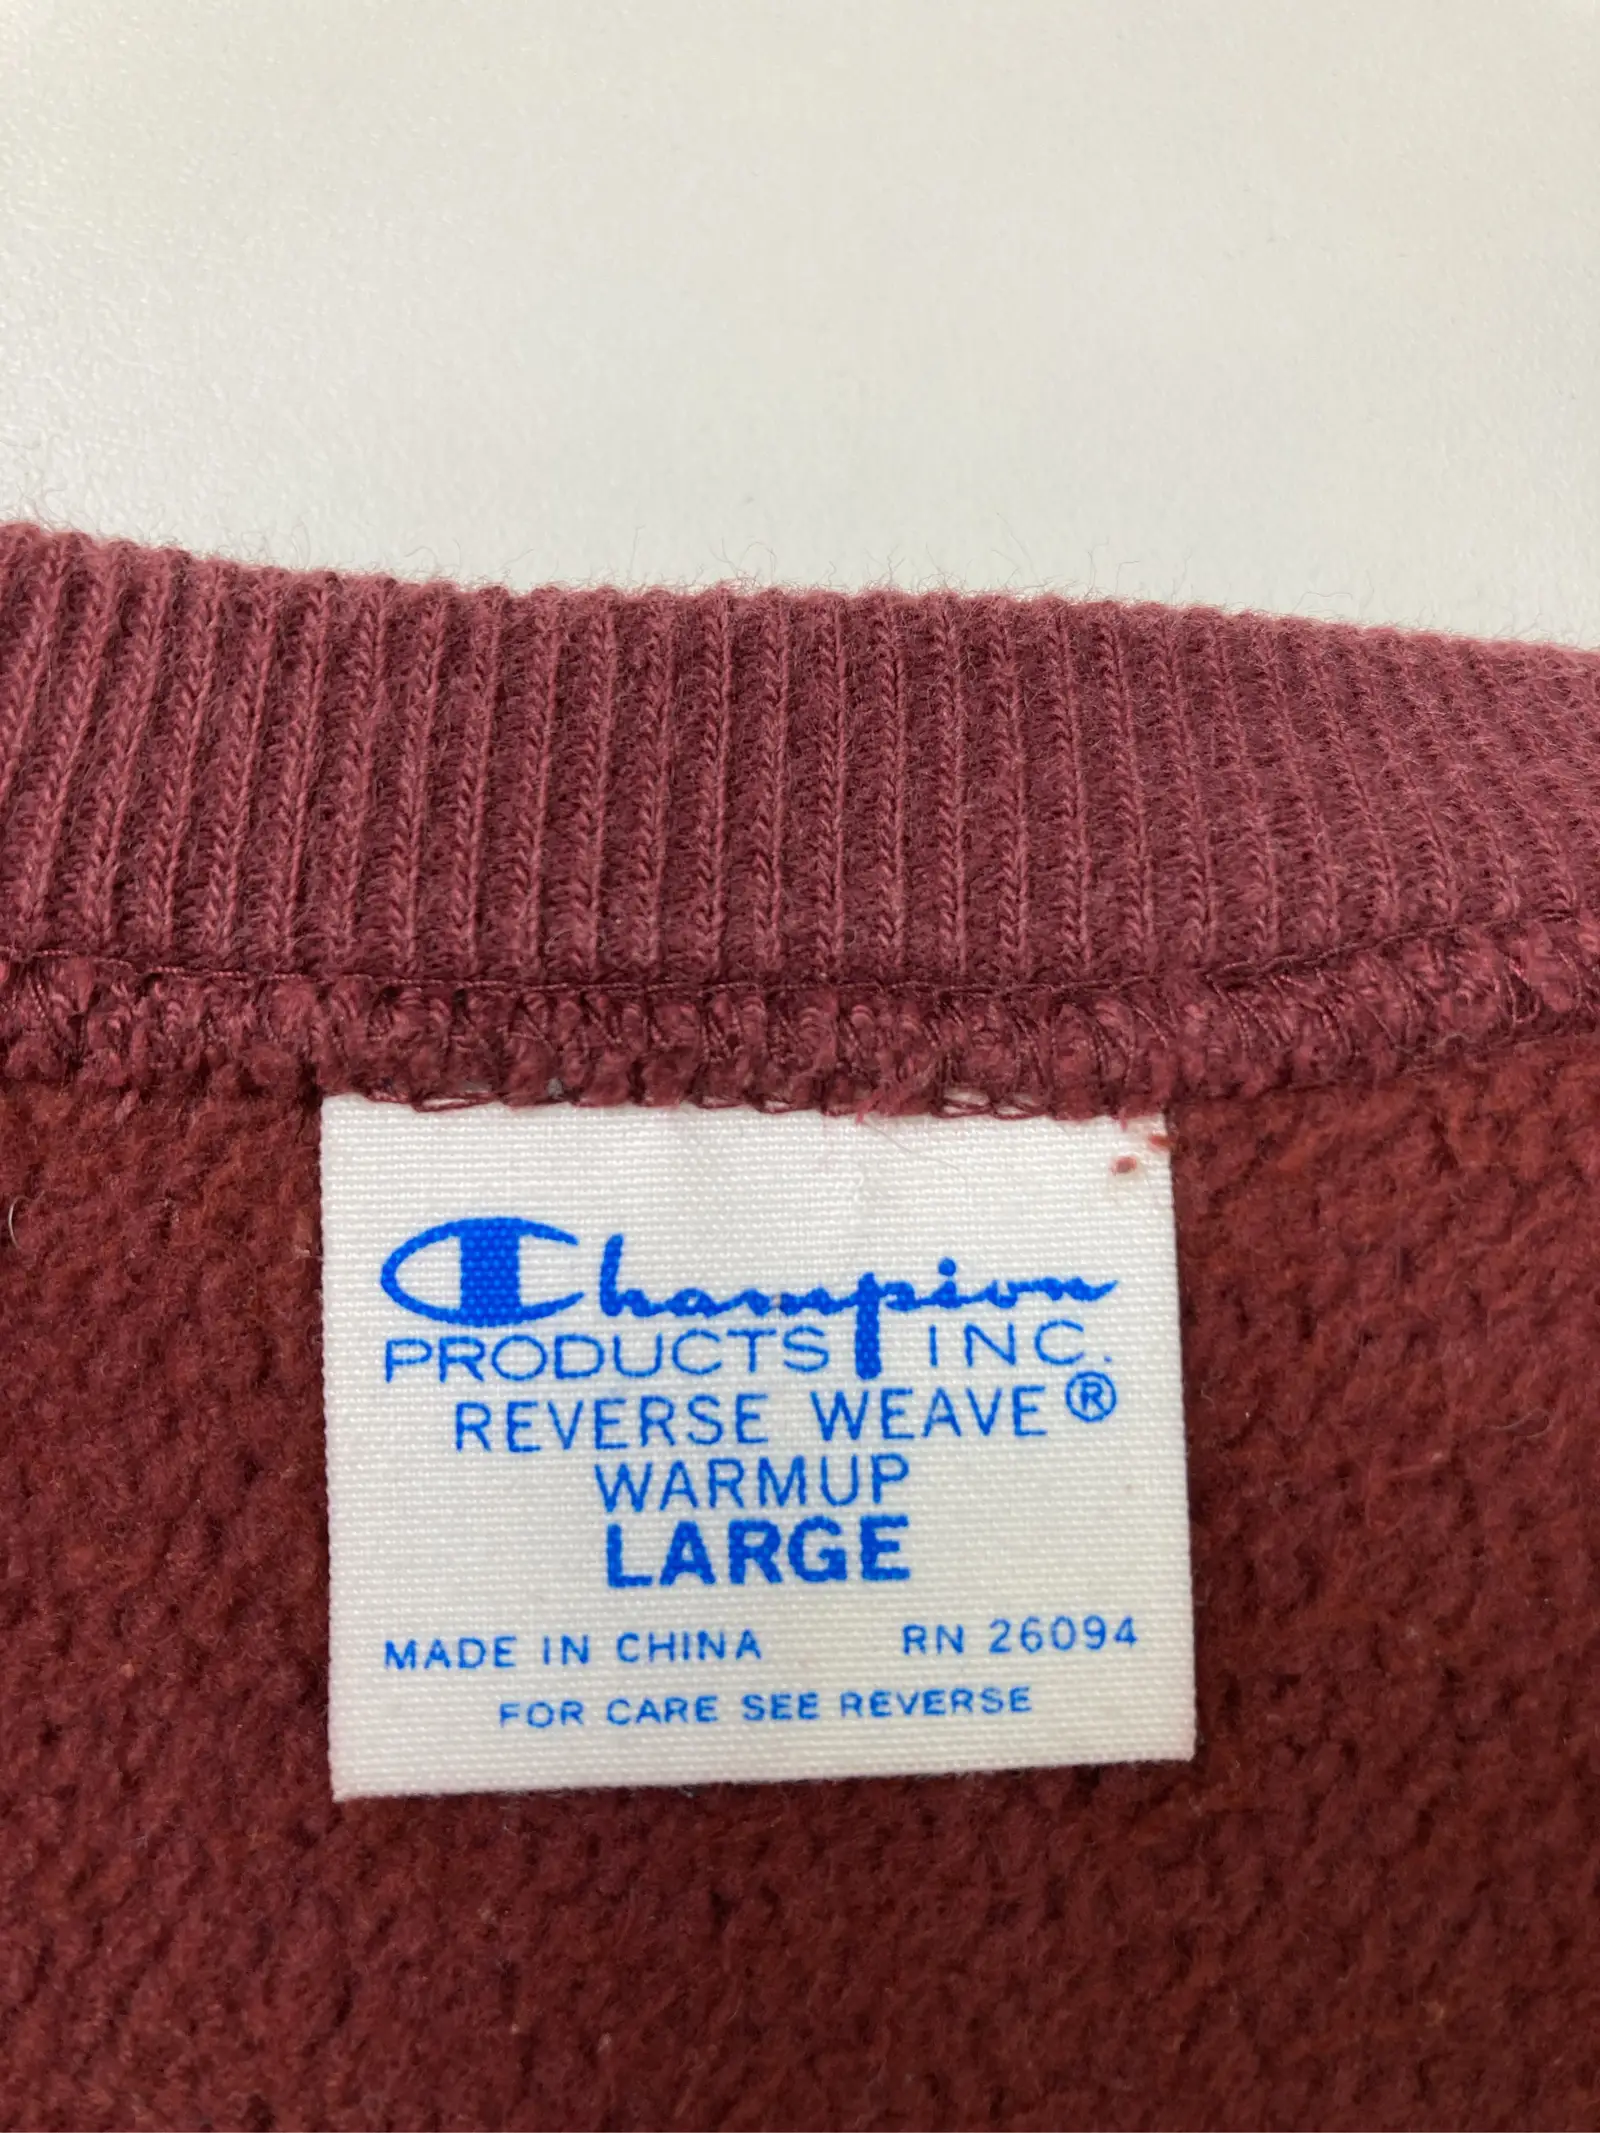 Champion
PRODUCTS INC.
REVERSE WEAVE®
WARMUP
LARGE
MADE IN CHINA RN 26094
FOR CARE SEE REVERSE